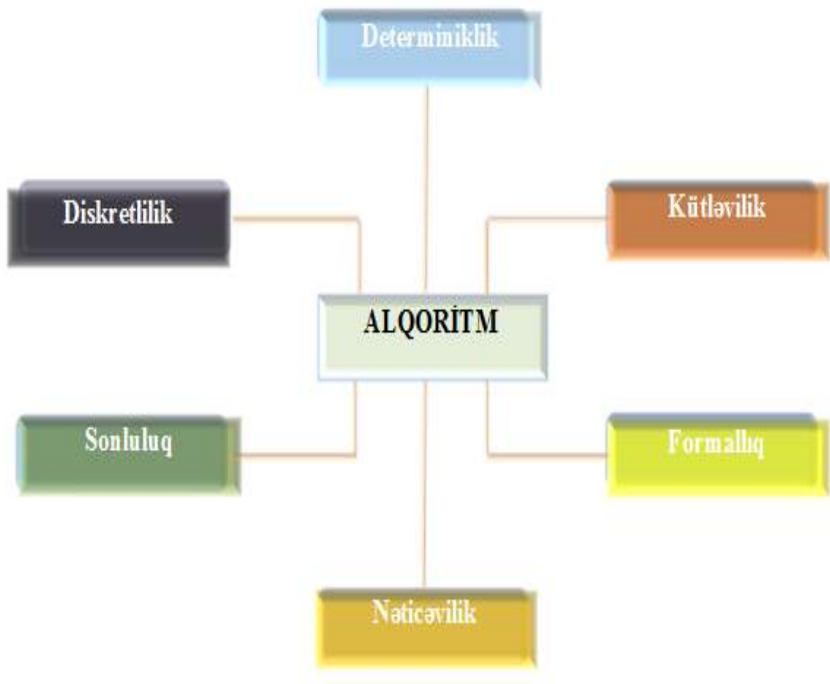 Determiniklik
Diskretlilik
Kütləvilik
ALQORİTM
Sonluluq
Formallıq
Nəticəvilik